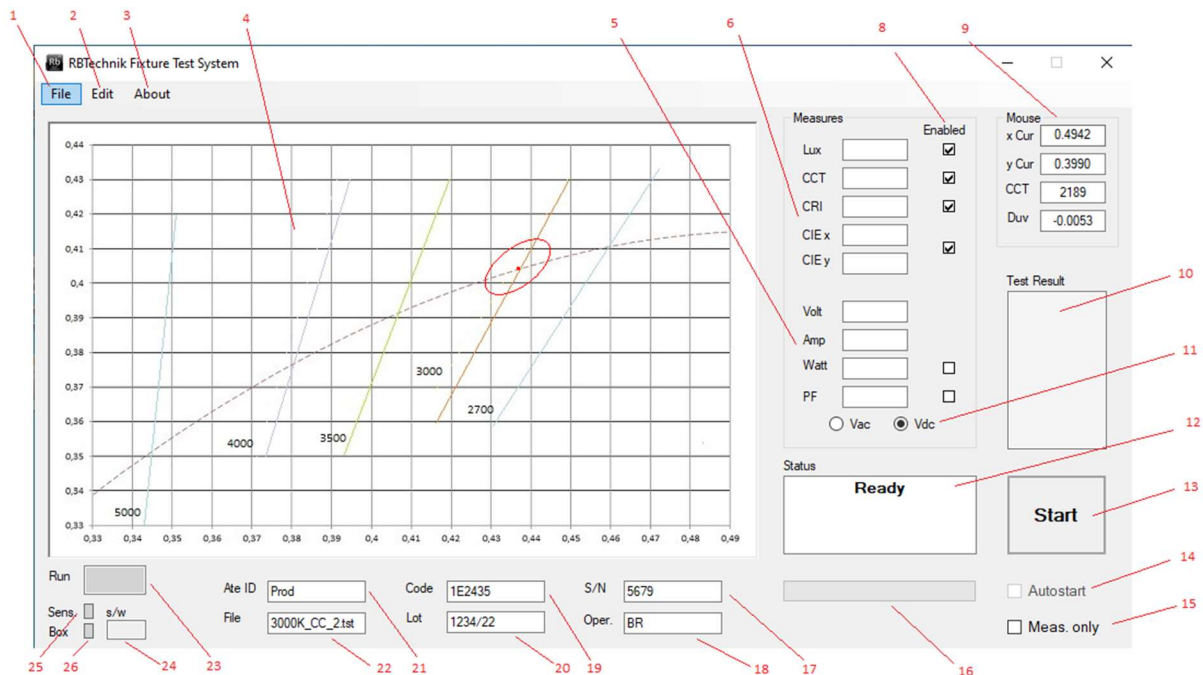 1 2 3 4 5 6 8 9
RBTechnik Fixture Test System
File Edit About
0,44
0,43
0,42
0,41
0,4
0,39
0,38
0,37
0,36
0,35
0,34
0,33
0,33 0,34 0,35 0,36 0,37 0,38 0,39 0,4 0,41 0,42 0,43 0,44 0,45 0,46 0,47 0,48 0,49
5000
4000
3500
3000
2700
Measures
Enabled
Lux
CCT
CRI
CIE x
CIE y
Volt
Amp
Watt
PF
Vac Vdc
Mouse
x Cur 0.4942
y Cur 0.3990
CCT 2189
Duv -0.0053
Test Result
10
11
12
13
14
15
Status
Ready
Start
Autostart
Meas. only
Run
Sens. s/w
Box
Ate ID Prod
File 3000K_CC_2.tst
Code 1E2435
Lot 1234/22
S/N 5679
Oper. BR
25 26 24 23 22 21 20 19 18 17 16